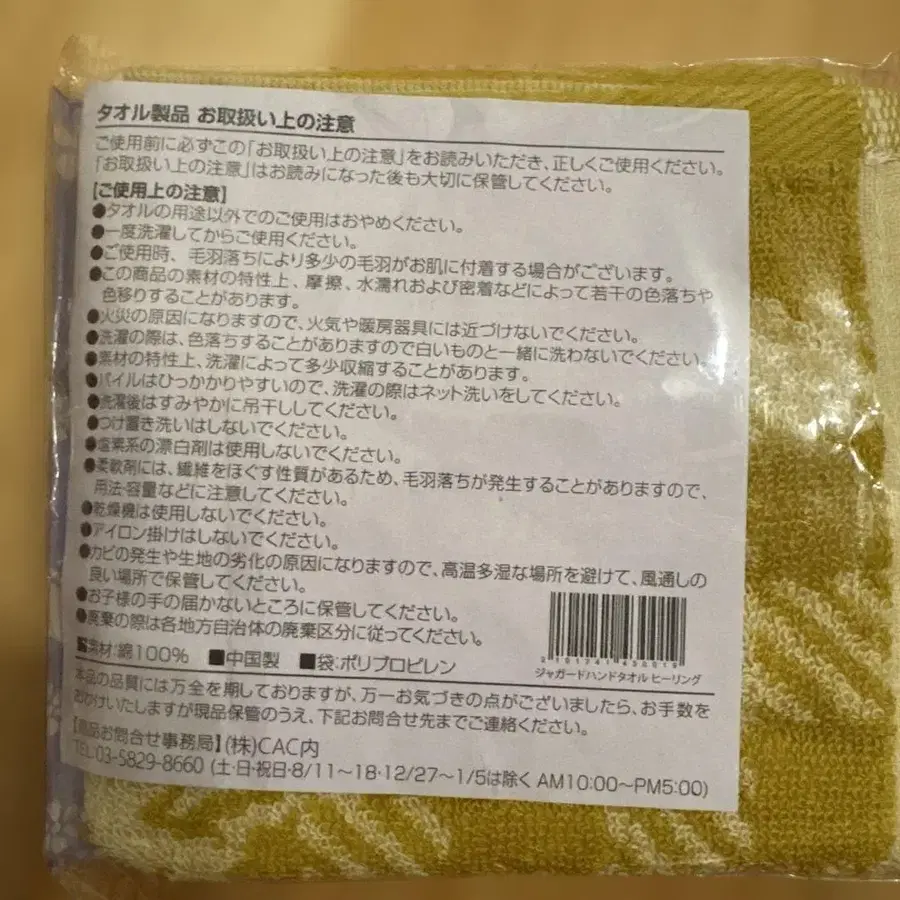 タオル製品 お取扱い上の注意
ご使用前に必ずこの「お取扱い上の注意」をお読みいただき、正しくご使用ください。
「お取扱い上の注意」はお読みになった後も大切に保管してください。
【ご使用上の注意】
●タオルの用途以外でのご使用はおやめください。
●一度洗濯してからご使用ください。
●ご使用時、毛羽落ちにより多少の毛羽がお肌に付着する場合がございます。
●この商品の素材の特性上、摩擦、水濡れおよび密着などによって若干の色落ちや
色移りすることがあります。
●火災の原因になりますので、火気や暖房器具には近づけないでください。
●洗濯の際は、色落ちすることがありますので白いものと一緒に洗わないでください。
●素材の特性上、洗濯によって多少収縮することがあります。
●パイルはひっかかりやすいので、洗濯の際はネット洗いをしてください。
●洗濯後はすみやかに吊干ししてください。
●つけ置き洗いはしないでください。
●塩素系の漂白剤は使用しないでください。
●柔軟剤には、繊維をほぐす性質があるため、毛羽落ちが発生することがありますので、
用法・容量などに注意してください。
●乾燥機は使用しないでください。
●アイロン掛けはしないでください。
●カビの発生や生地の劣化の原因になりますので、高温多湿な場所を避けて、風通しの
良い場所で保管してください。
●お子様の手の届かないところに保管してください。
●廃棄の際は各地方自治体の廃棄区分に従ってください。
■素材:綿100% ■中国製 ■袋:ポリプロピレン
ジャガードハンドタオル ヒーリング
本品の品質には万全を期しておりますが、万一お気づきの点がございましたら、お手数を
おかけいたしますが現品保管のうえ、下記お問合せ先までご連絡ください。
【商品お問合せ事務局】(株)CAC内
TEL.03-5829-8660 (土・日・祝日・8/11〜18・12/27〜1/5は除く AM10:00〜PM5:00)